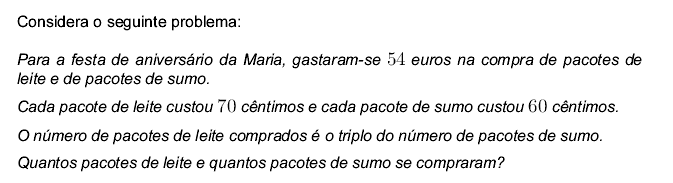 Considera o seguinte problema:
Para a festa de aniversário da Maria, gastaram-se 54 euros na compra de pacotes de
leite e de pacotes de sumo.
Cada pacote de leite custou 70 cêntimos e cada pacote de sumo custou 60 cêntimos.
O número de pacotes de leite comprados é o triplo do número de pacotes de sumo.
Quantos pacotes de leite e quantos pacotes de sumo se compraram?